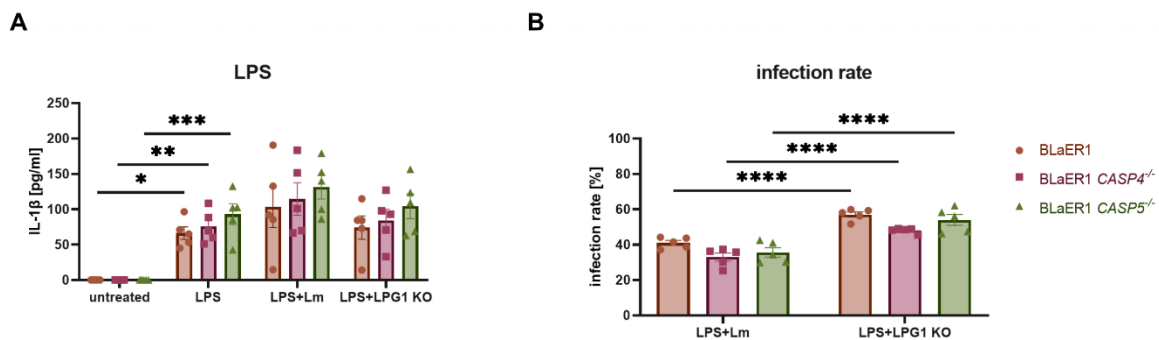 A
B
LPS
infection rate
IL-1β [pg/ml]
250
200
150
100
50
0
***
**
*
untreated
LPS
LPS+Lm
LPS+LPG1 KO
infection rate [%]
100
80
60
40
20
0
****
****
****
LPS+Lm
LPS+LPG1 KO
BLaER1
BLaER1 CASP4-/-
BLaER1 CASP5-/-